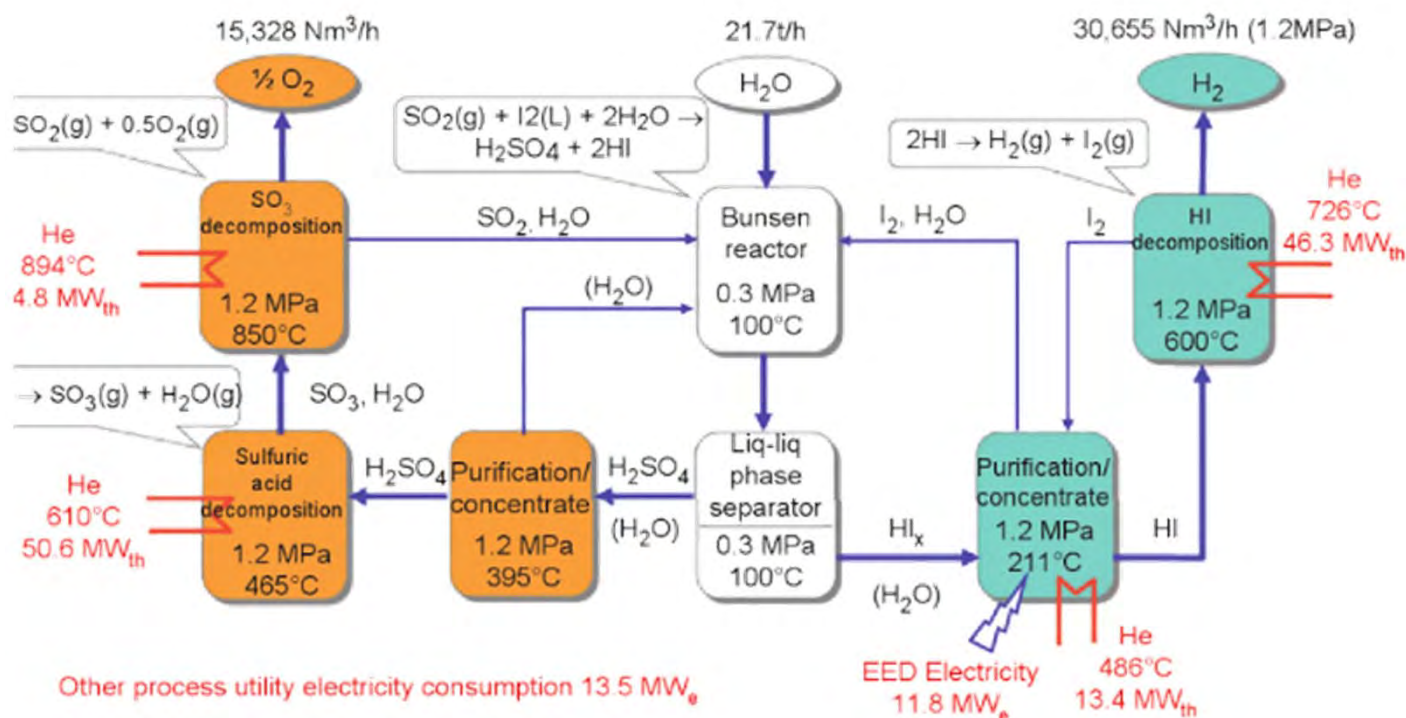 15,328 Nm³/h
½ O₂
21.7t/h
H₂O
30,655 Nm³/h (1.2MPa)
H₂
SO₂(g) + 0.5O₂(g)
SO₂(g) + I2(L) + 2H₂O →
H₂SO₄ + 2HI
2HI → H₂(g) + I₂(g)
SO₃
decomposition
1.2 MPa
850°C
He
894°C
4.8 MWth
SO₂, H₂O
Bunsen
reactor
0.3 MPa
100°C
I₂, H₂O
I₂
HI
decomposition
1.2 MPa
600°C
He
726°C
46.3 MWth
(H₂O)
→ SO₃(g) + H₂O(g)
SO₃, H₂O
Sulfuric
acid
decomposition
1.2 MPa
465°C
He
610°C
50.6 MWth
H₂SO₄
Purification/
concentrate
1.2 MPa
395°C
H₂SO₄
(H₂O)
Liq-liq
phase
separator
0.3 MPa
100°C
HIₓ
(H₂O)
Purification/
concentrate
1.2 MPa
211°C
HI
EED Electricity
11.8 MWe
He
486°C
13.4 MWth
Other process utility electricity consumption 13.5 MWe